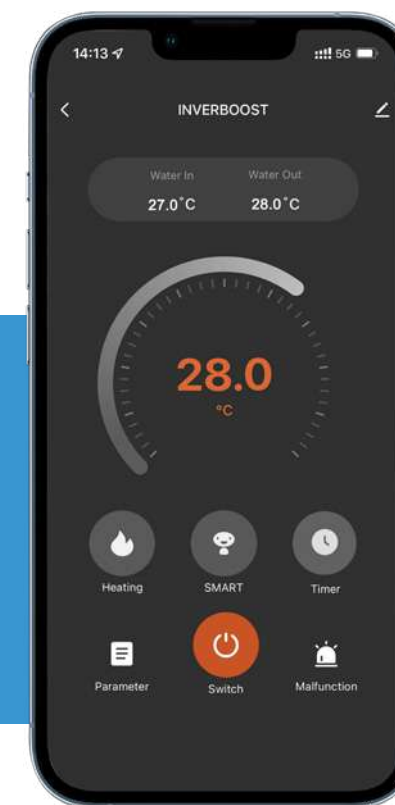 14:13 5G
INVERBOOST
Water In Water Out
27.0°C 28.0°C
28.0
°C
Heating SMART Timer
Parameter Switch Malfunction